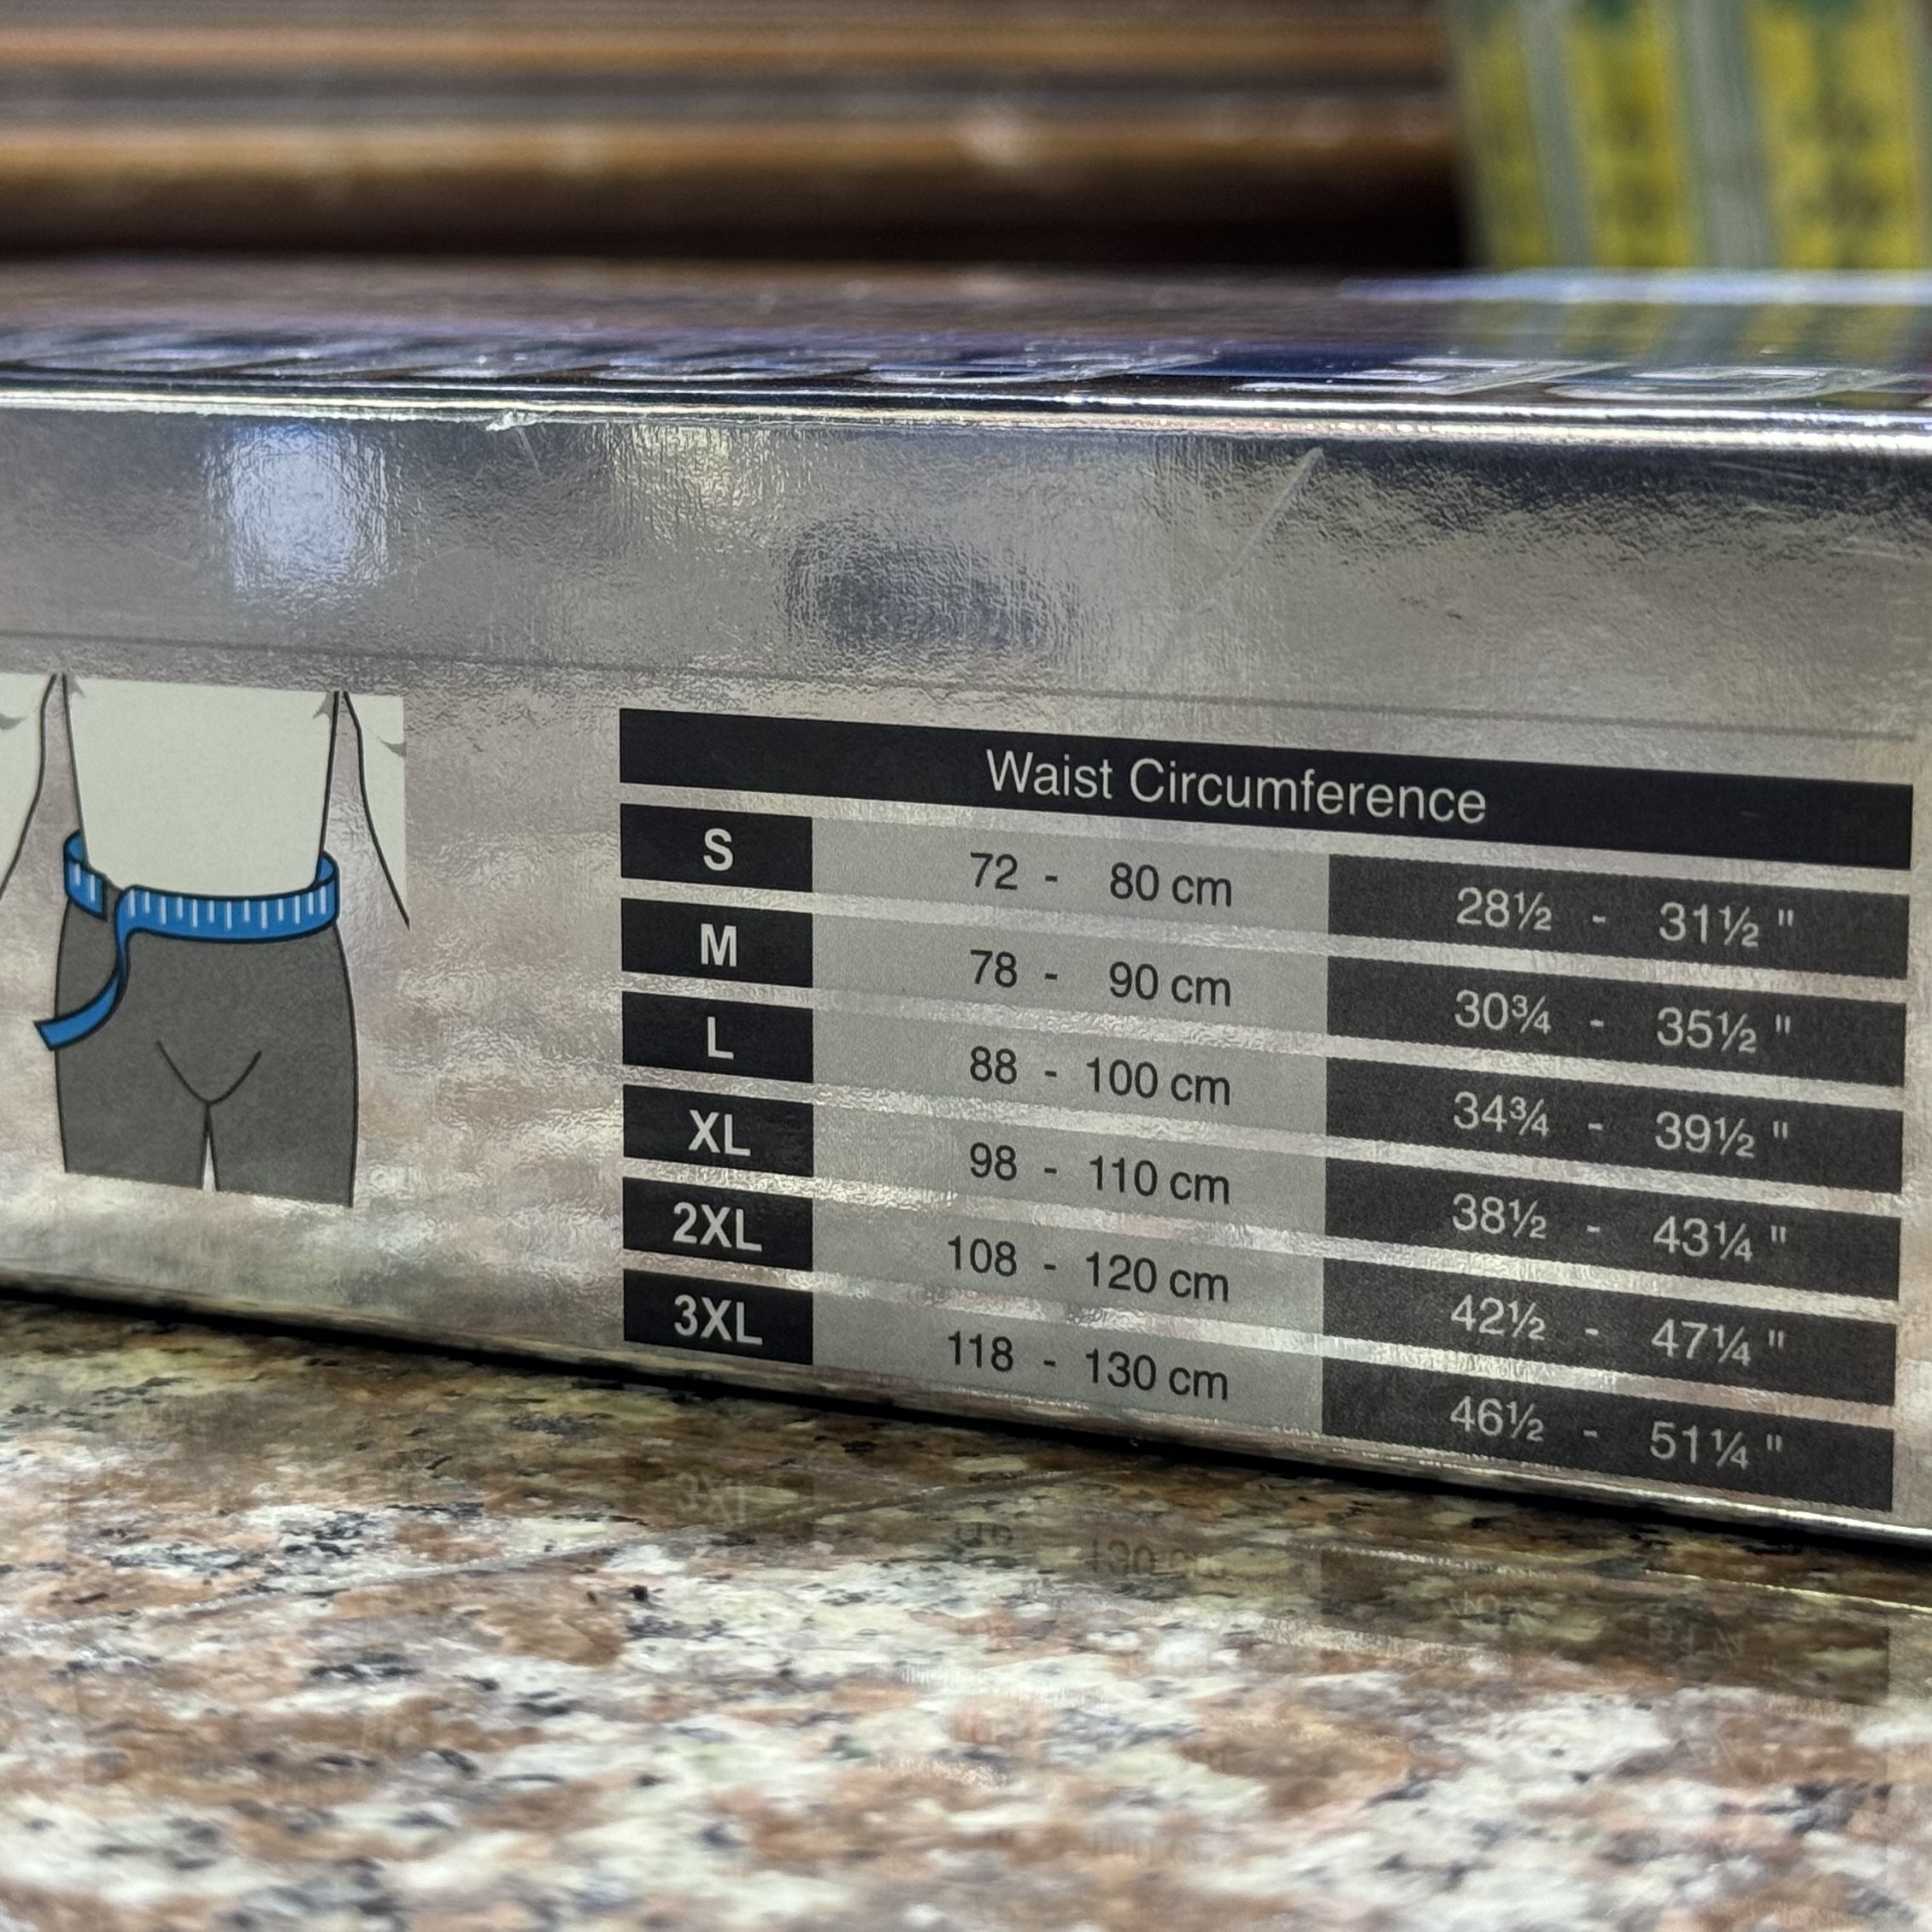 Waist Circumference
S 72 - 80 cm 28½ - 31½ "
M 78 - 90 cm 30¾ - 35½ "
L 88 - 100 cm 34¾ - 39½ "
XL 98 - 110 cm 38½ - 43¼ "
2XL 108 - 120 cm 42½ - 47¼ "
3XL 118 - 130 cm 46½ - 51¼ "